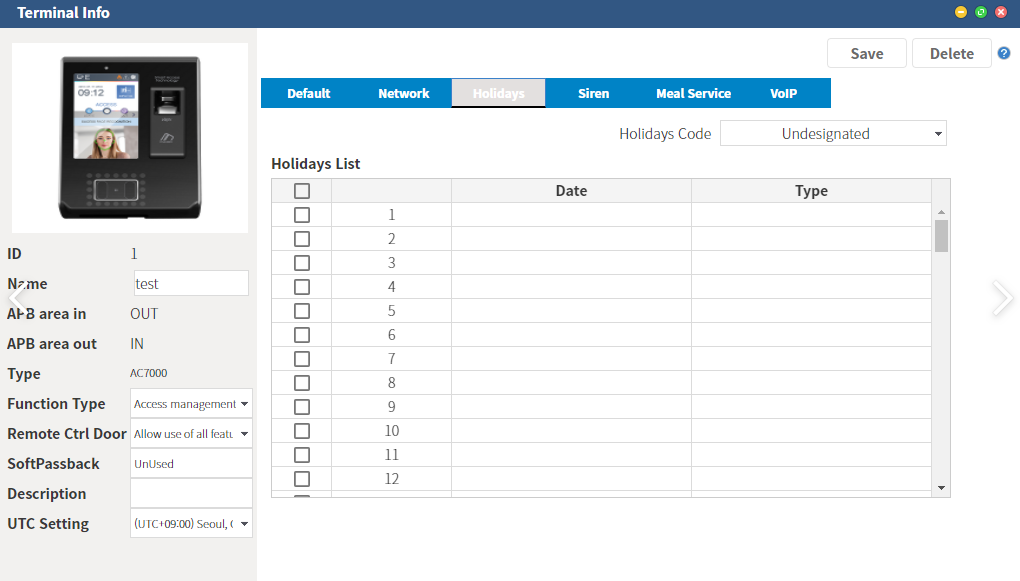 Terminal Info
Save
Delete
Default
Network
Holidays
Siren
Meal Service
VoIP
Holidays Code
Undesignated
Holidays List
Date
Type
1
2
3
4
5
6
7
8
9
10
11
12
09:12
ACCESS
ID
1
Name
test
APB area in
OUT
APB area out
IN
Type
AC7000
Function Type
Access management
Remote Ctrl Door
Allow use of all featu
SoftPassback
UnUsed
Description
UTC Setting
(UTC+09:00) Seoul, (